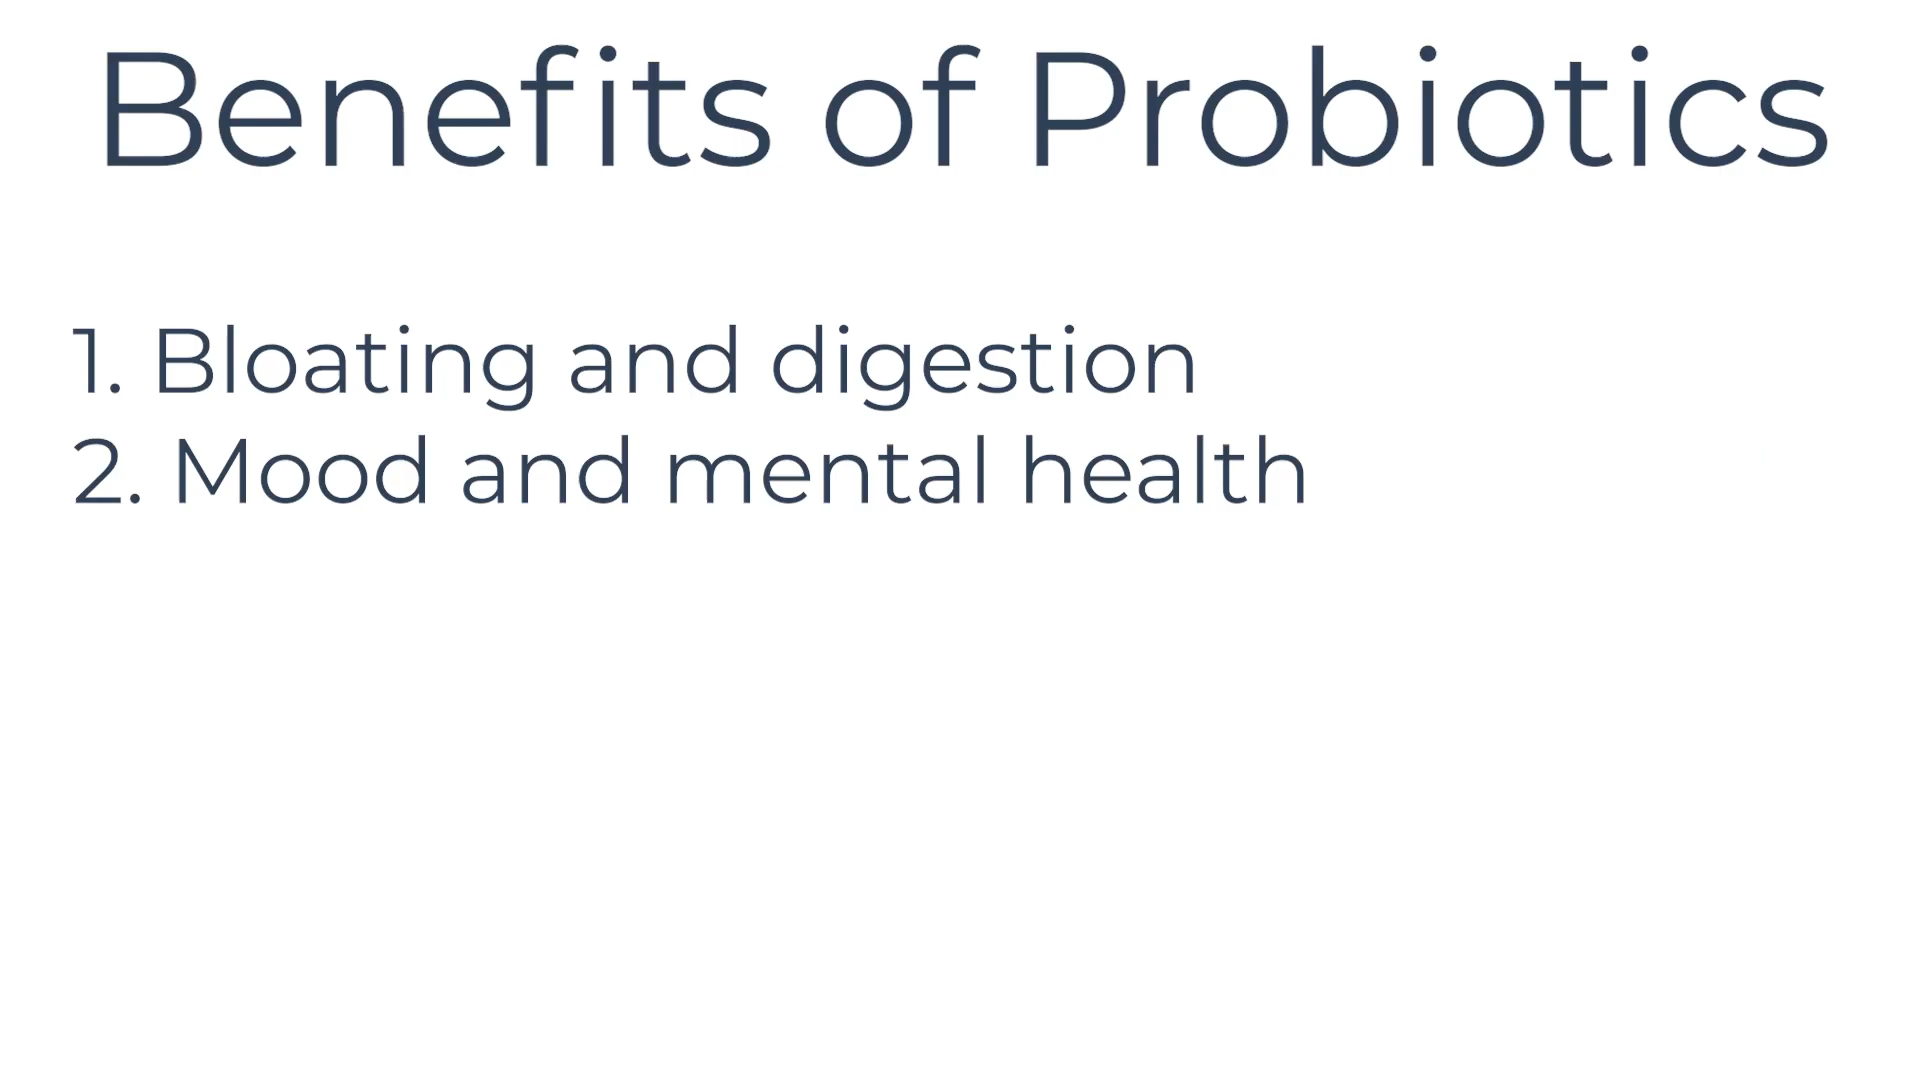 Benefits of Probiotics
1. Bloating and digestion
2. Mood and mental health